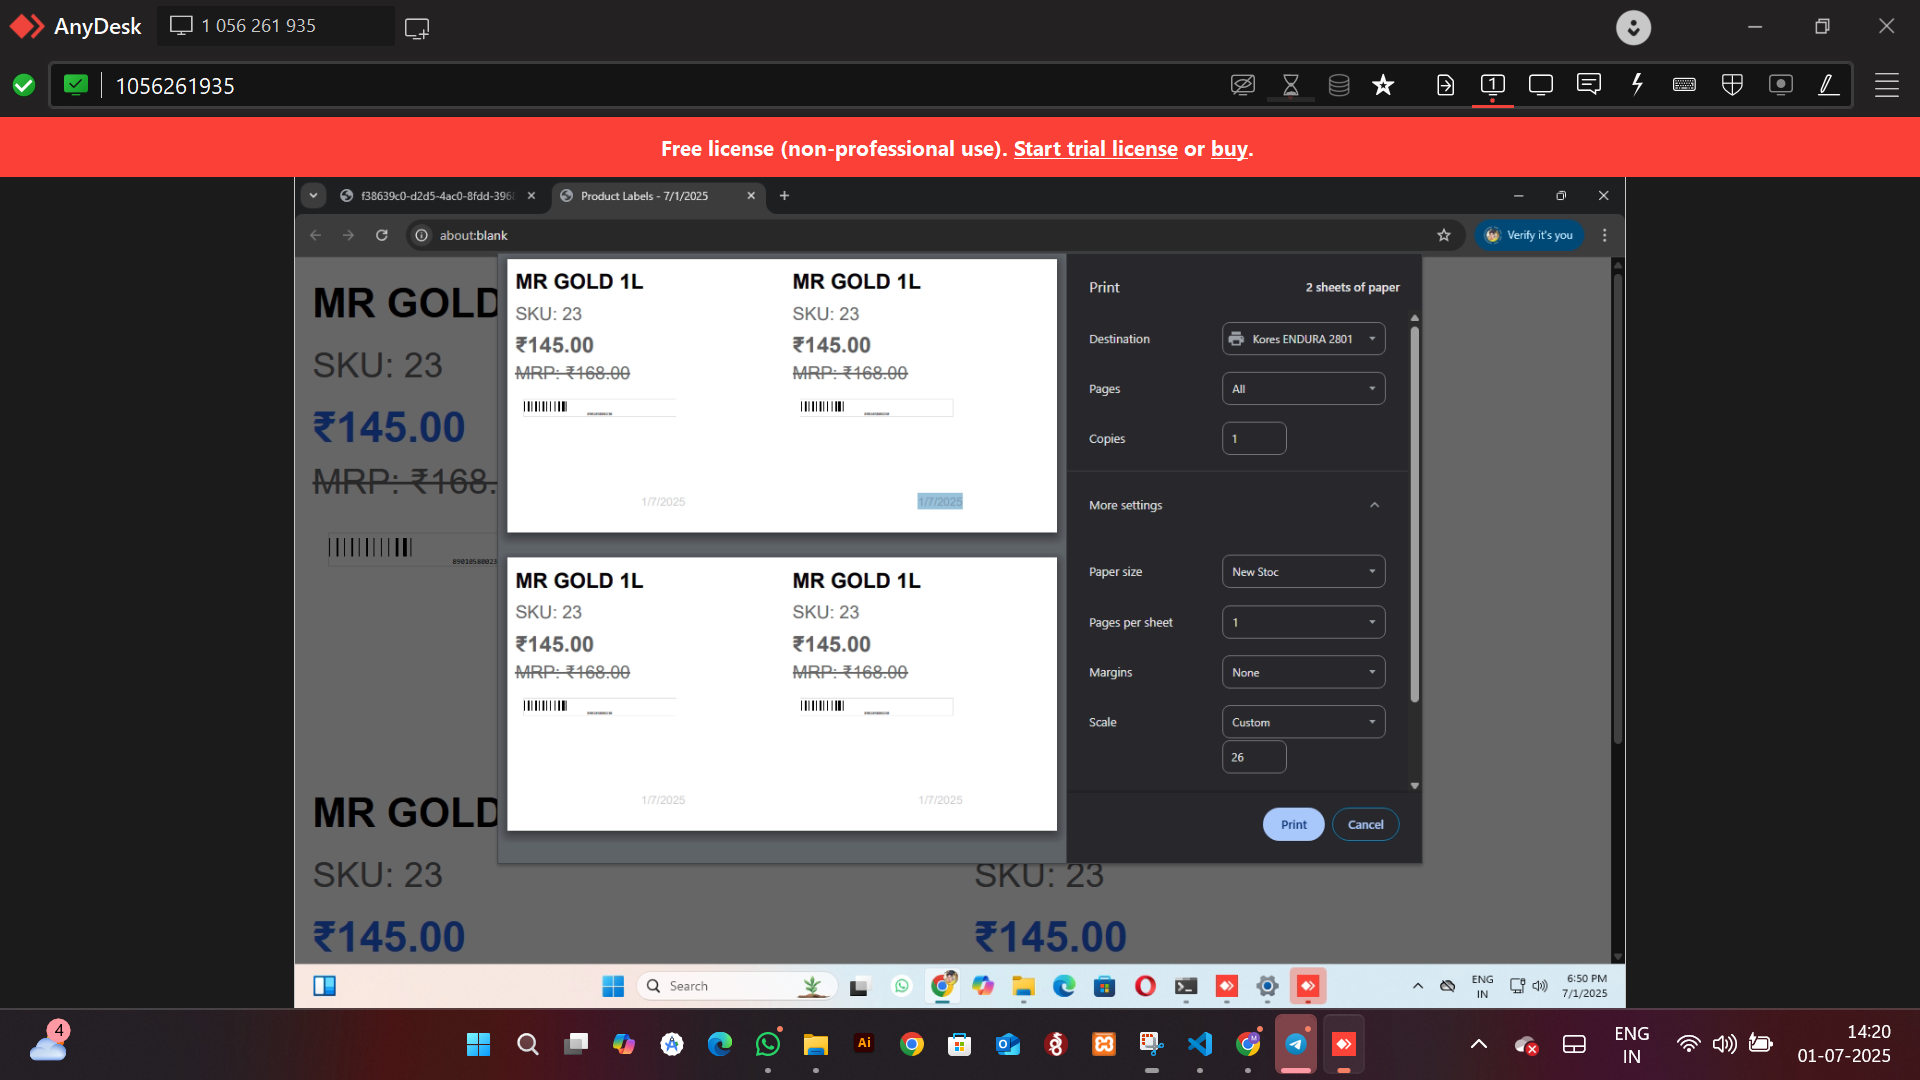 AnyDesk
1 056 261 935
1056261935
Free license (non-professional use). Start trial license or buy.
f38639c0-d2d5-4ac0-8fdd-396
Product Labels - 7/1/2025
about:blank
Verify it's you
MR GOLD
SKU: 23
₹145.00
MRP: ₹168.
MR GOLD 1L
SKU: 23
₹145.00
MRP: ₹168.00
1/7/2025
MR GOLD 1L
SKU: 23
₹145.00
MRP: ₹168.00
1/7/2025
MR GOLD 1L
SKU: 23
₹145.00
MRP: ₹168.00
1/7/2025
MR GOLD 1L
SKU: 23
₹145.00
MRP: ₹168.00
1/7/2025
Print
2 sheets of paper
Destination
Kores ENDURA 2801
Pages
All
Copies
1
More settings
Paper size
New Stoc
Pages per sheet
1
Margins
None
Scale
Custom
26
Print
Cancel
MR GOLD
SKU: 23
₹145.00
SKU: 23
₹145.00
Search
ENG
IN
6:50 PM
7/1/2025
4
Ai
ENG
IN
14:20
01-07-2025